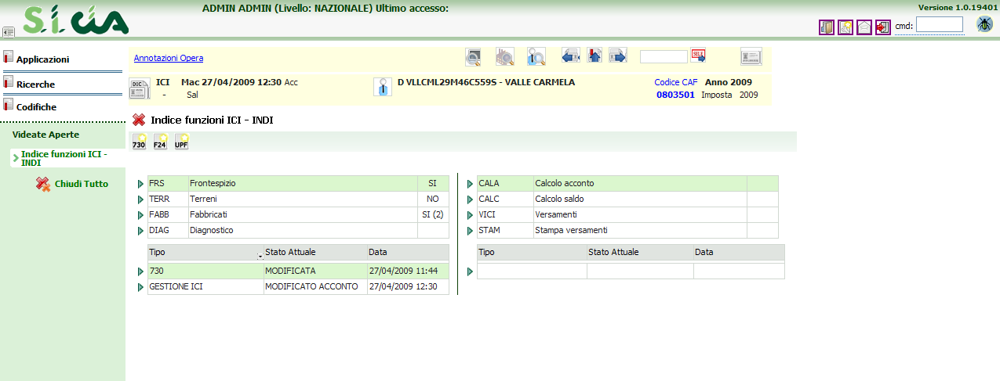 S.I. CIA
ADMIN ADMIN (Livello: NAZIONALE) Ultimo accesso:
Versione 1.0.19401
cmd:
Applicazioni
Ricerche
Codifiche
Videate Aperte
Indice funzioni ICI -
INDI
Chiudi Tutto
Annotazioni Opera
SELE
DIC
ICI Mac 27/04/2009 12:30 Acc
- Sal
D VLLCML29M46C559S - VALLE CARMELA
Codice CAF Anno 2009
0803501 Imposta 2009
Indice funzioni ICI - INDI
730 F24 UPF
FRS Frontespizio SI
TERR Terreni NO
FABB Fabbricati SI (2)
DIAG Diagnostico
CALA Calcolo acconto
CALC Calcolo saldo
VICI Versamenti
STAM Stampa versamenti
Tipo Stato Attuale Data
730 MODIFICATA 27/04/2009 11:44
GESTIONE ICI MODIFICATO ACCONTO 27/04/2009 12:30
Tipo Stato Attuale Data